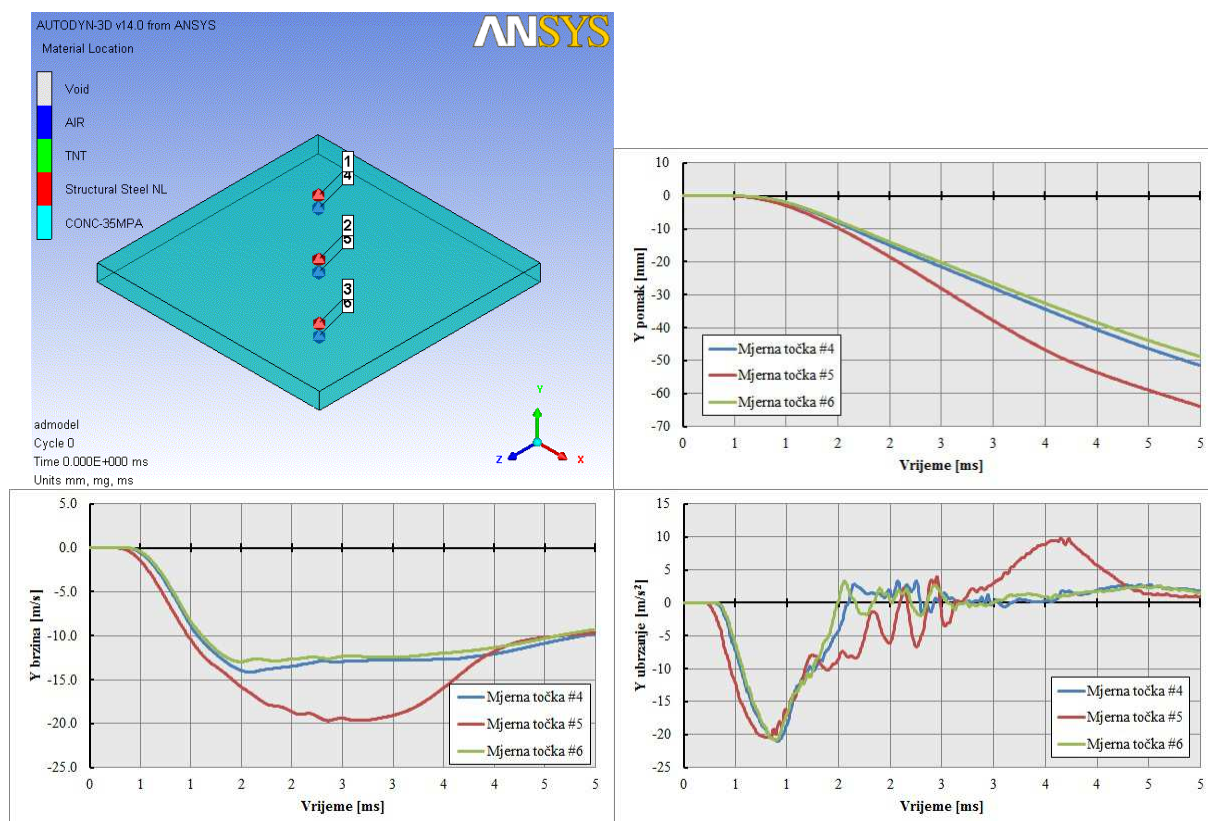 AUTODYN-3D v14.0 from ANSYS
Material Location
ANSYS
Void
AIR
TNT
Structural Steel NL
CONC-35MPA
1
4
2
5
3
6
Y
Z
X
admodel
Cycle 0
Time 0.000E+000 ms
Units mm, mg, ms
10
0
-10
-20
-30
-40
-50
-60
-70
Y pomak [mm]
Mjerna točka #4
Mjerna točka #5
Mjerna točka #6
0 1 1 2 2 3 3 4 4 5 5
Vrijeme [ms]
5.0
0.0
-5.0
-10.0
-15.0
-20.0
-25.0
Y brzina [m/s]
Mjerna točka #4
Mjerna točka #5
Mjerna točka #6
0 1 1 2 2 3 3 4 4 5 5
Vrijeme [ms]
15
10
5
0
-5
-10
-15
-20
-25
Y ubrzanje [m/s²]
Mjerna točka #4
Mjerna točka #5
Mjerna točka #6
0 1 1 2 2 3 3 4 4 5 5
Vrijeme [ms]